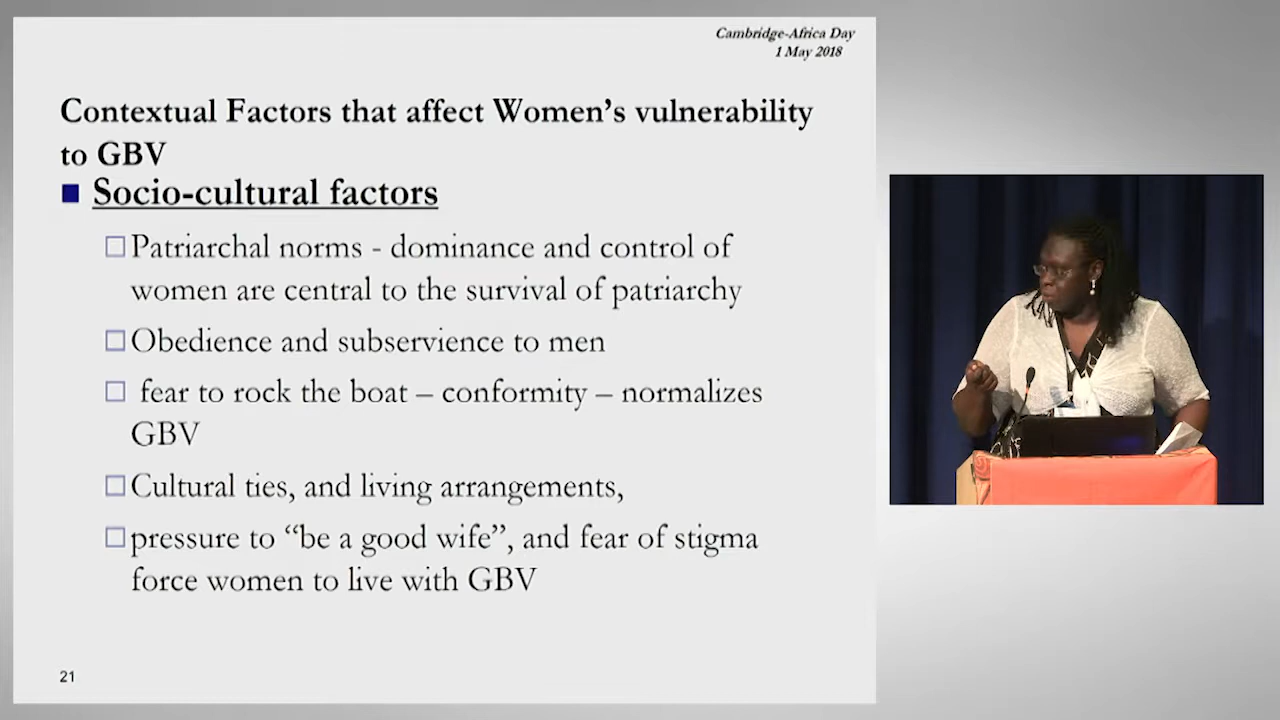 Cambridge-Africa Day
1 May 2018
Contextual Factors that affect Women's vulnerability
to GBV
Socio-cultural factors
Patriarchal norms - dominance and control of
women are central to the survival of patriarchy
Obedience and subservience to men
fear to rock the boat – conformity – normalizes
GBV
Cultural ties, and living arrangements,
pressure to “be a good wife”, and fear of stigma
force women to live with GBV
21